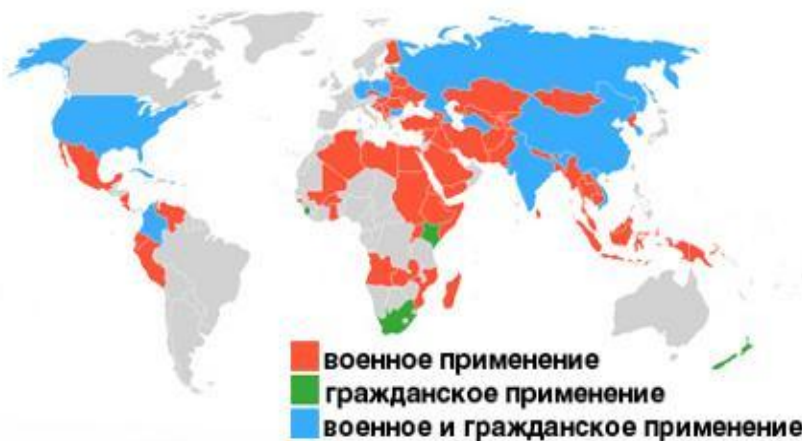 военное применение
гражданское применение
военное и гражданское применение